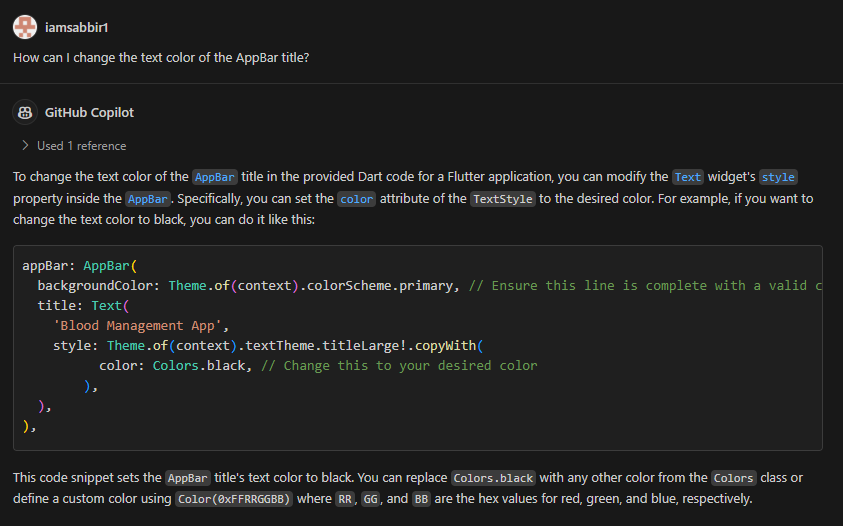 iamsabbir1
How can I change the text color of the AppBar title?
GitHub Copilot
Used 1 reference
To change the text color of the AppBar title in the provided Dart code for a Flutter application, you can modify the Text widget's style
property inside the AppBar. Specifically, you can set the color attribute of the TextStyle to the desired color. For example, if you want to
change the text color to black, you can do it like this:
appBar: AppBar(
  backgroundColor: Theme.of(context).colorScheme.primary, // Ensure this line is complete with a valid c
  title: Text(
    'Blood Management App',
    style: Theme.of(context).textTheme.titleLarge!.copyWith(
          color: Colors.black, // Change this to your desired color
        ),
  ),
),
This code snippet sets the AppBar title's text color to black. You can replace Colors.black with any other color from the Colors class or
define a custom color using Color(0xFFRRGGBB) where RR, GG, and BB are the hex values for red, green, and blue, respectively.